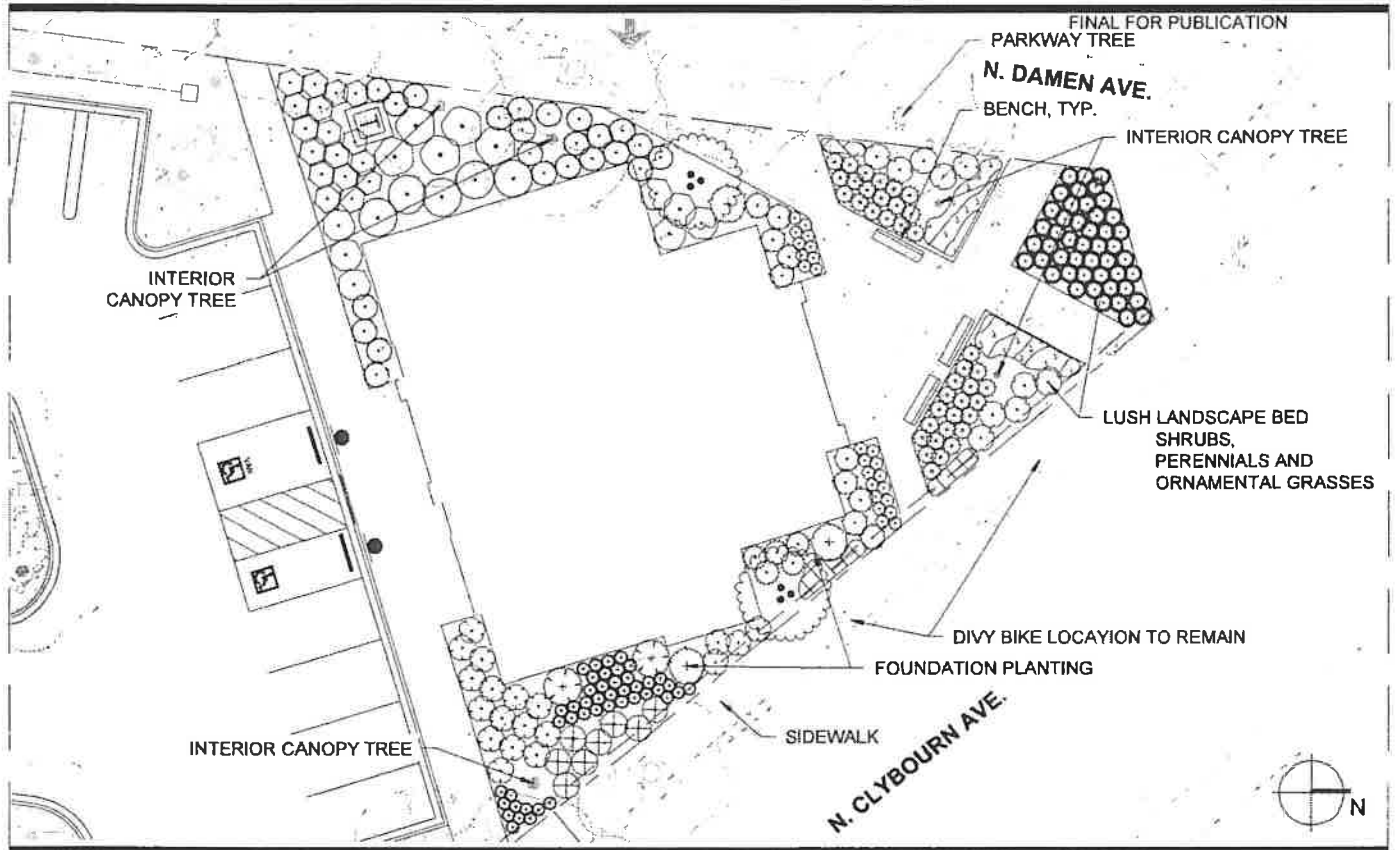 FINAL FOR PUBLICATION
PARKWAY TREE
N. DAMEN AVE.
BENCH, TYP.
INTERIOR CANOPY TREE
INTERIOR
CANOPY TREE
LUSH LANDSCAPE BED
SHRUBS,
PERENNIALS AND
ORNAMENTAL GRASSES
DIVY BIKE LOCAYION TO REMAIN
FOUNDATION PLANTING
SIDEWALK
INTERIOR CANOPY TREE
N. CLYBOURN AVE.
N